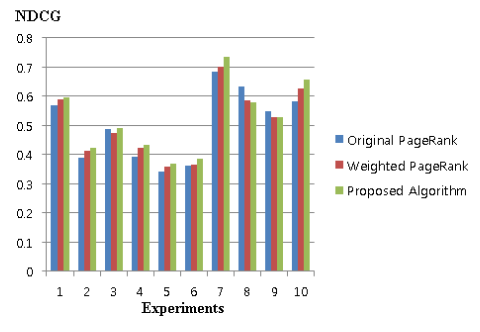 NDCG
0.8
0.7
0.6
0.5
0.4
0.3
0.2
0.1
0
1 2 3 4 5 6 7 8 9 10
Experiments
Original PageRank
Weighted PageRank
Proposed Algorithm